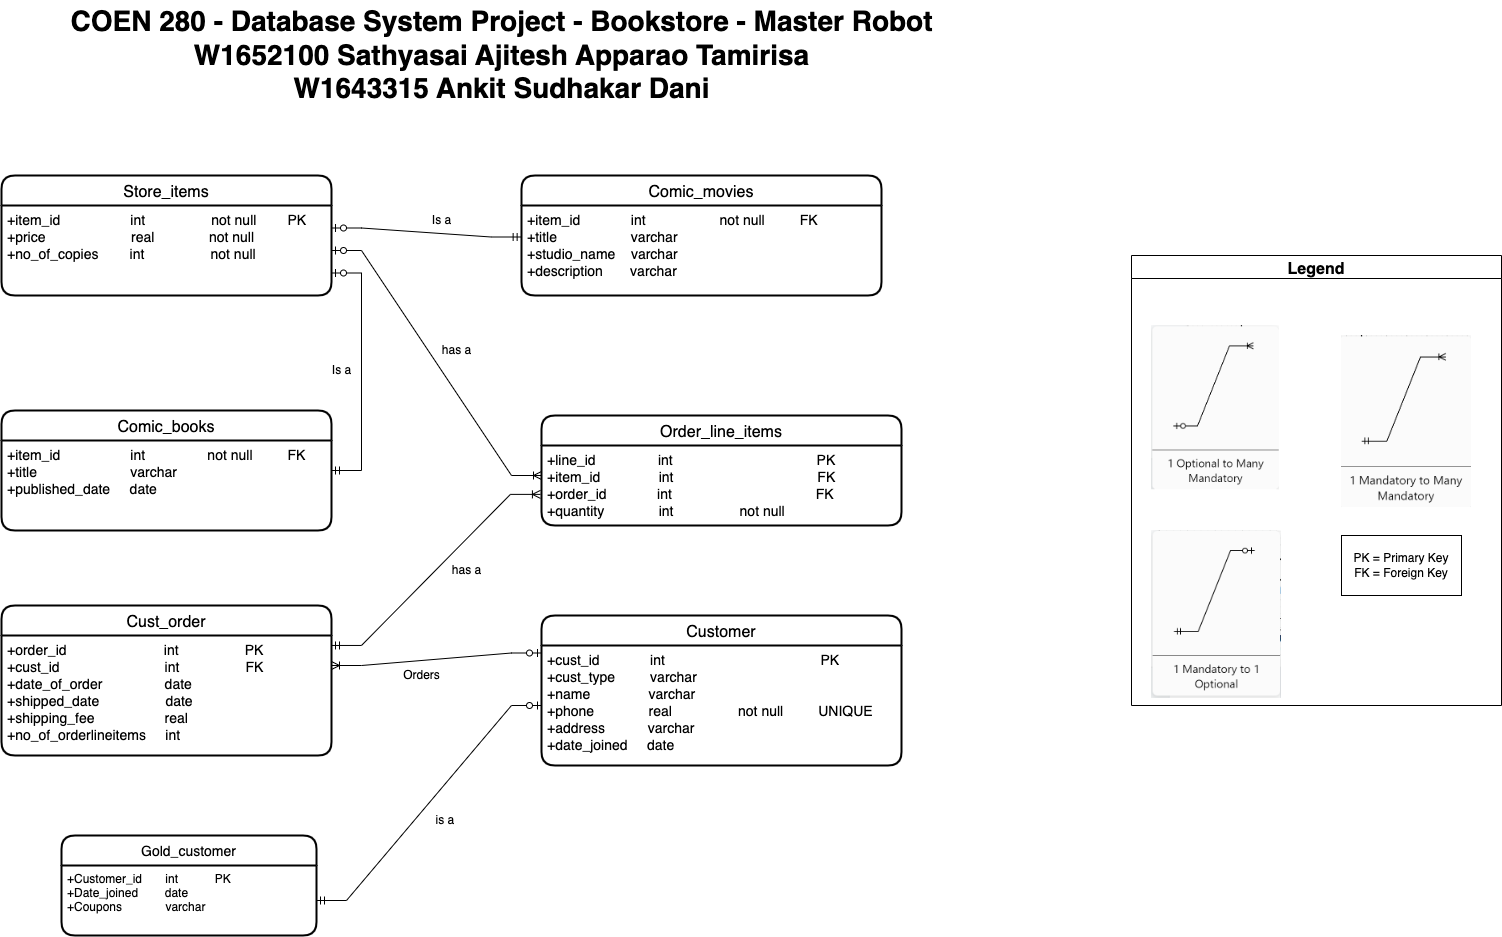 COEN 280 - Database System Project - Bookstore - Master Robot
W1652100 Sathyasai Ajitesh Apparao Tamirisa
W1643315 Ankit Sudhakar Dani
Store_items
+item_id int not null PK
+price real not null
+no_of_copies int not null
Is a
Comic_movies
+item_id int not null FK
+title varchar
+studio_name varchar
+description varchar
has a
Is a
Comic_books
+item_id int not null FK
+title varchar
+published_date date
Order_line_items
+line_id int PK
+item_id int FK
+order_id int FK
+quantity int not null
has a
Cust_order
+order_id int PK
+cust_id int FK
+date_of_order date
+shipped_date date
+shipping_fee real
+no_of_orderlineitems int
Orders
Customer
+cust_id int PK
+cust_type varchar
+name varchar
+phone real not null UNIQUE
+address varchar
+date_joined date
is a
Gold_customer
+Customer_id int PK
+Date_joined date
+Coupons varchar
Legend
1 Optional to Many
Mandatory
1 Mandatory to Many
Mandatory
1 Mandatory to 1
Optional
PK = Primary Key
FK = Foreign Key